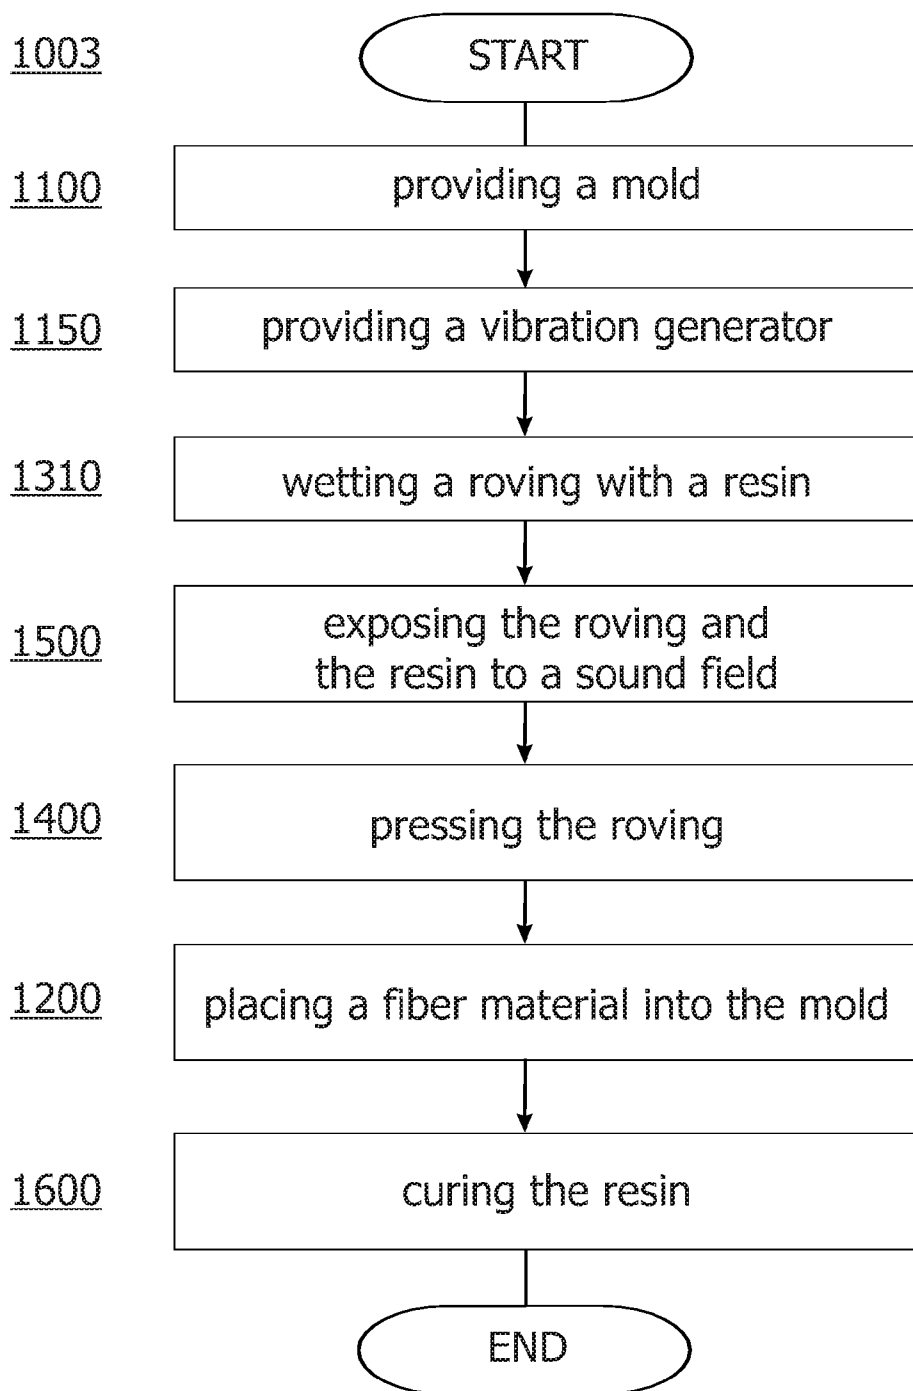 1003
START
1100
providing a mold
1150
providing a vibration generator
1310
wetting a roving with a resin
1500
exposing the roving and
the resin to a sound field
1400
pressing the roving
1200
placing a fiber material into the mold
1600
curing the resin
END